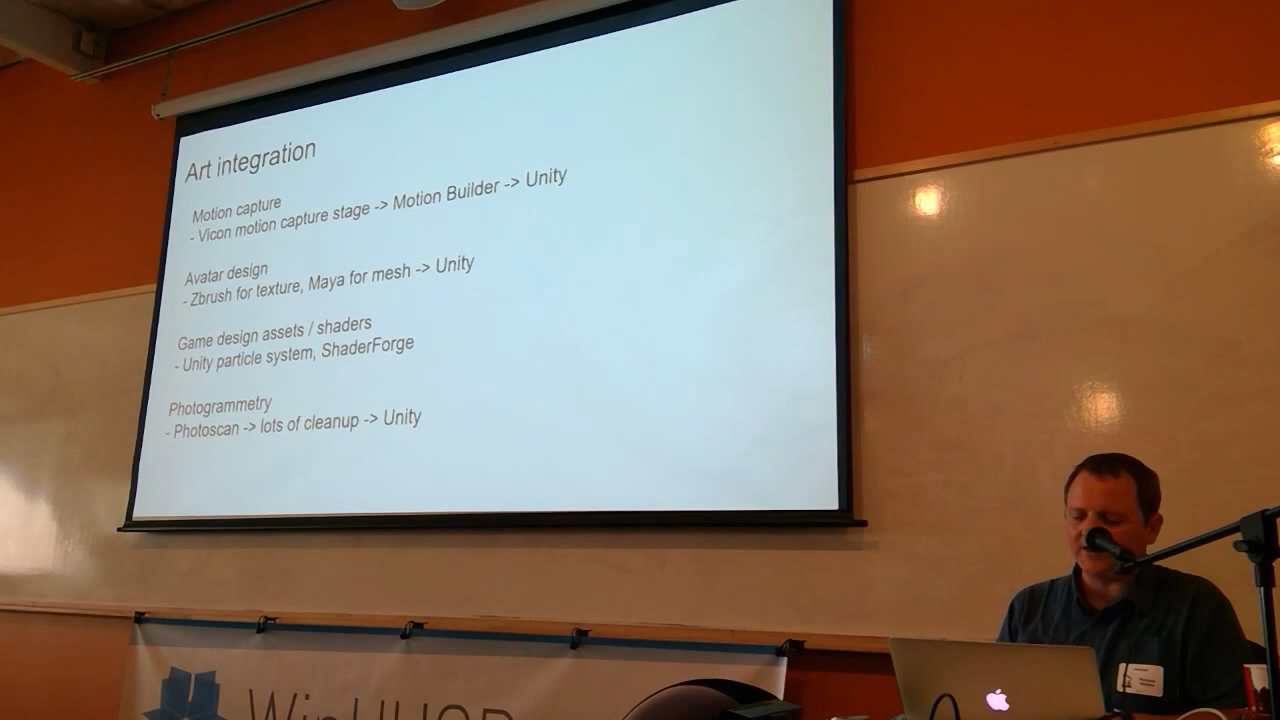 Art integration
Motion capture
- Vicon motion capture stage -> Motion Builder -> Unity
Avatar design
- Zbrush for texture, Maya for mesh -> Unity
Game design assets / shaders
- Unity particle system, ShaderForge
Photogrammetry
- Photoscan -> lots of cleanup -> Unity